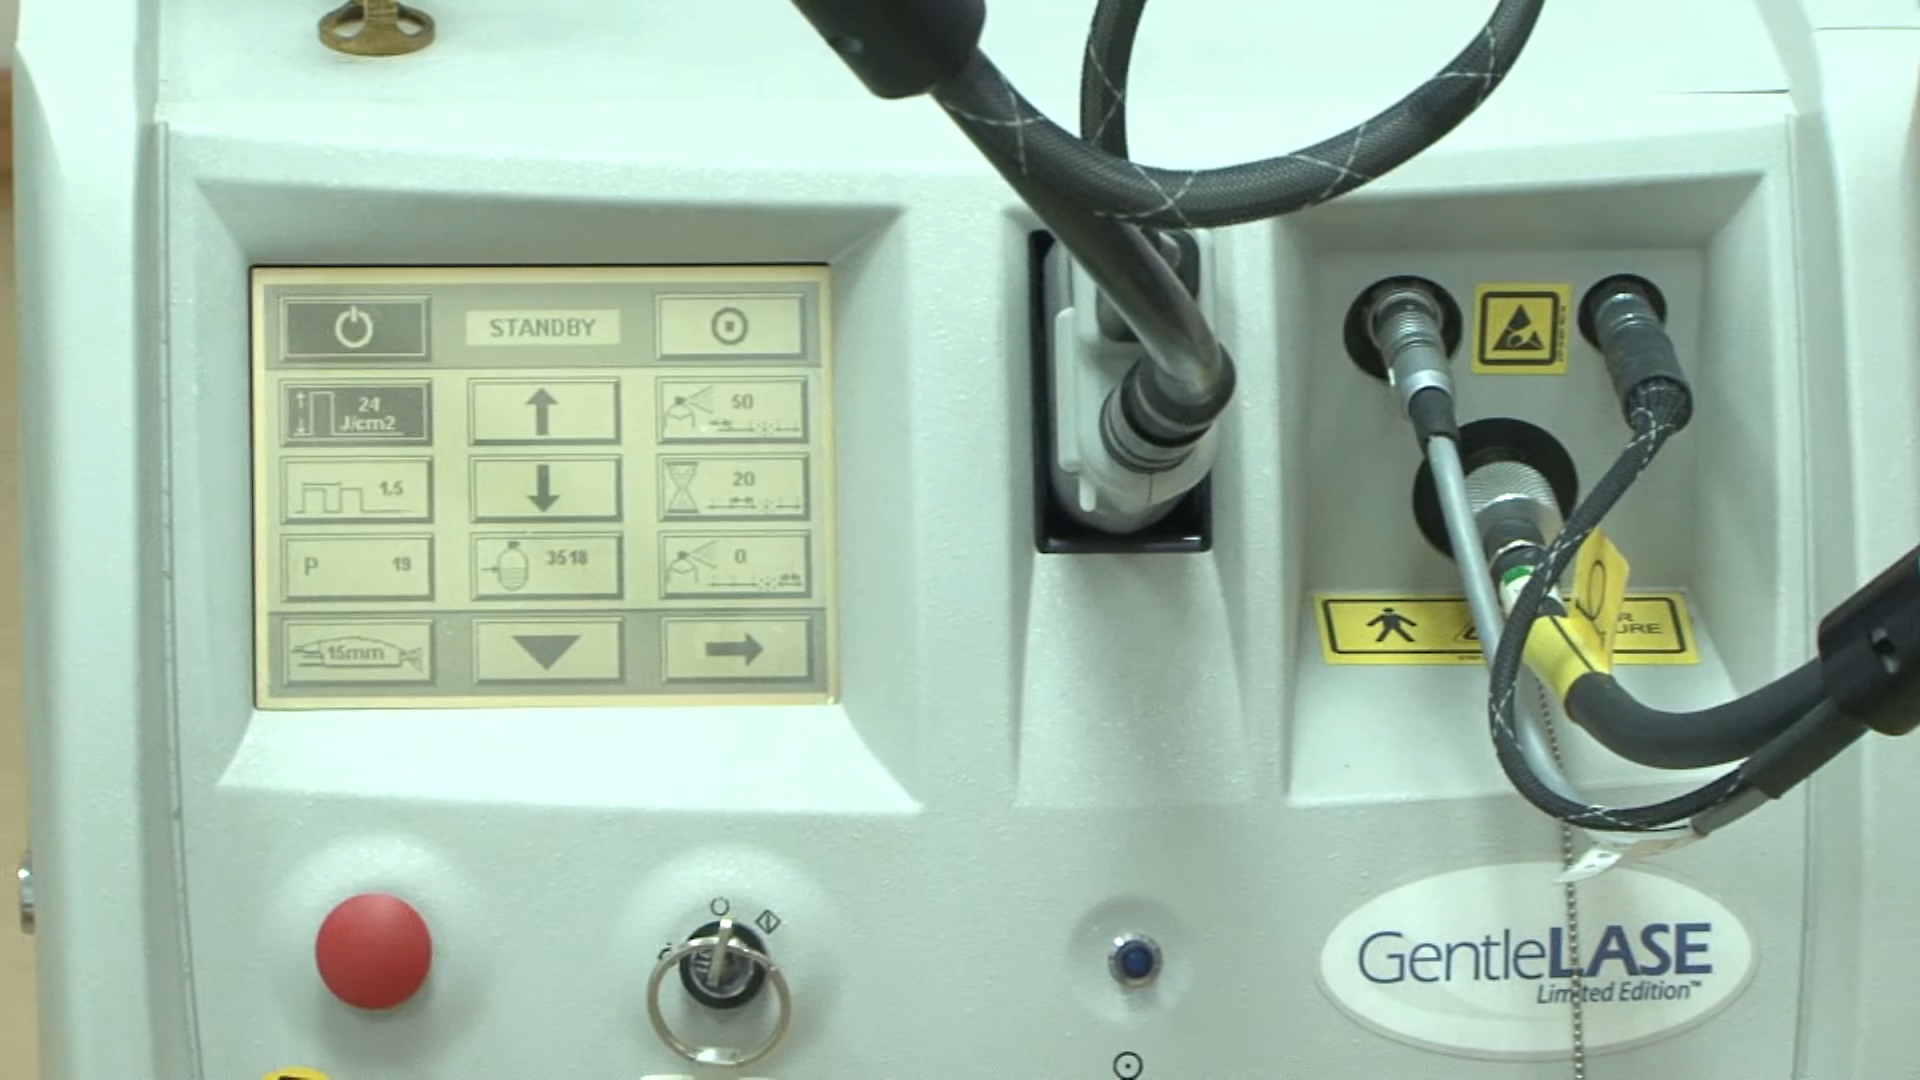 STANDBY
24
J/cm2
50
1.5
20
P 19
3518
0
15mm
GentleLASE
Limited Edition™